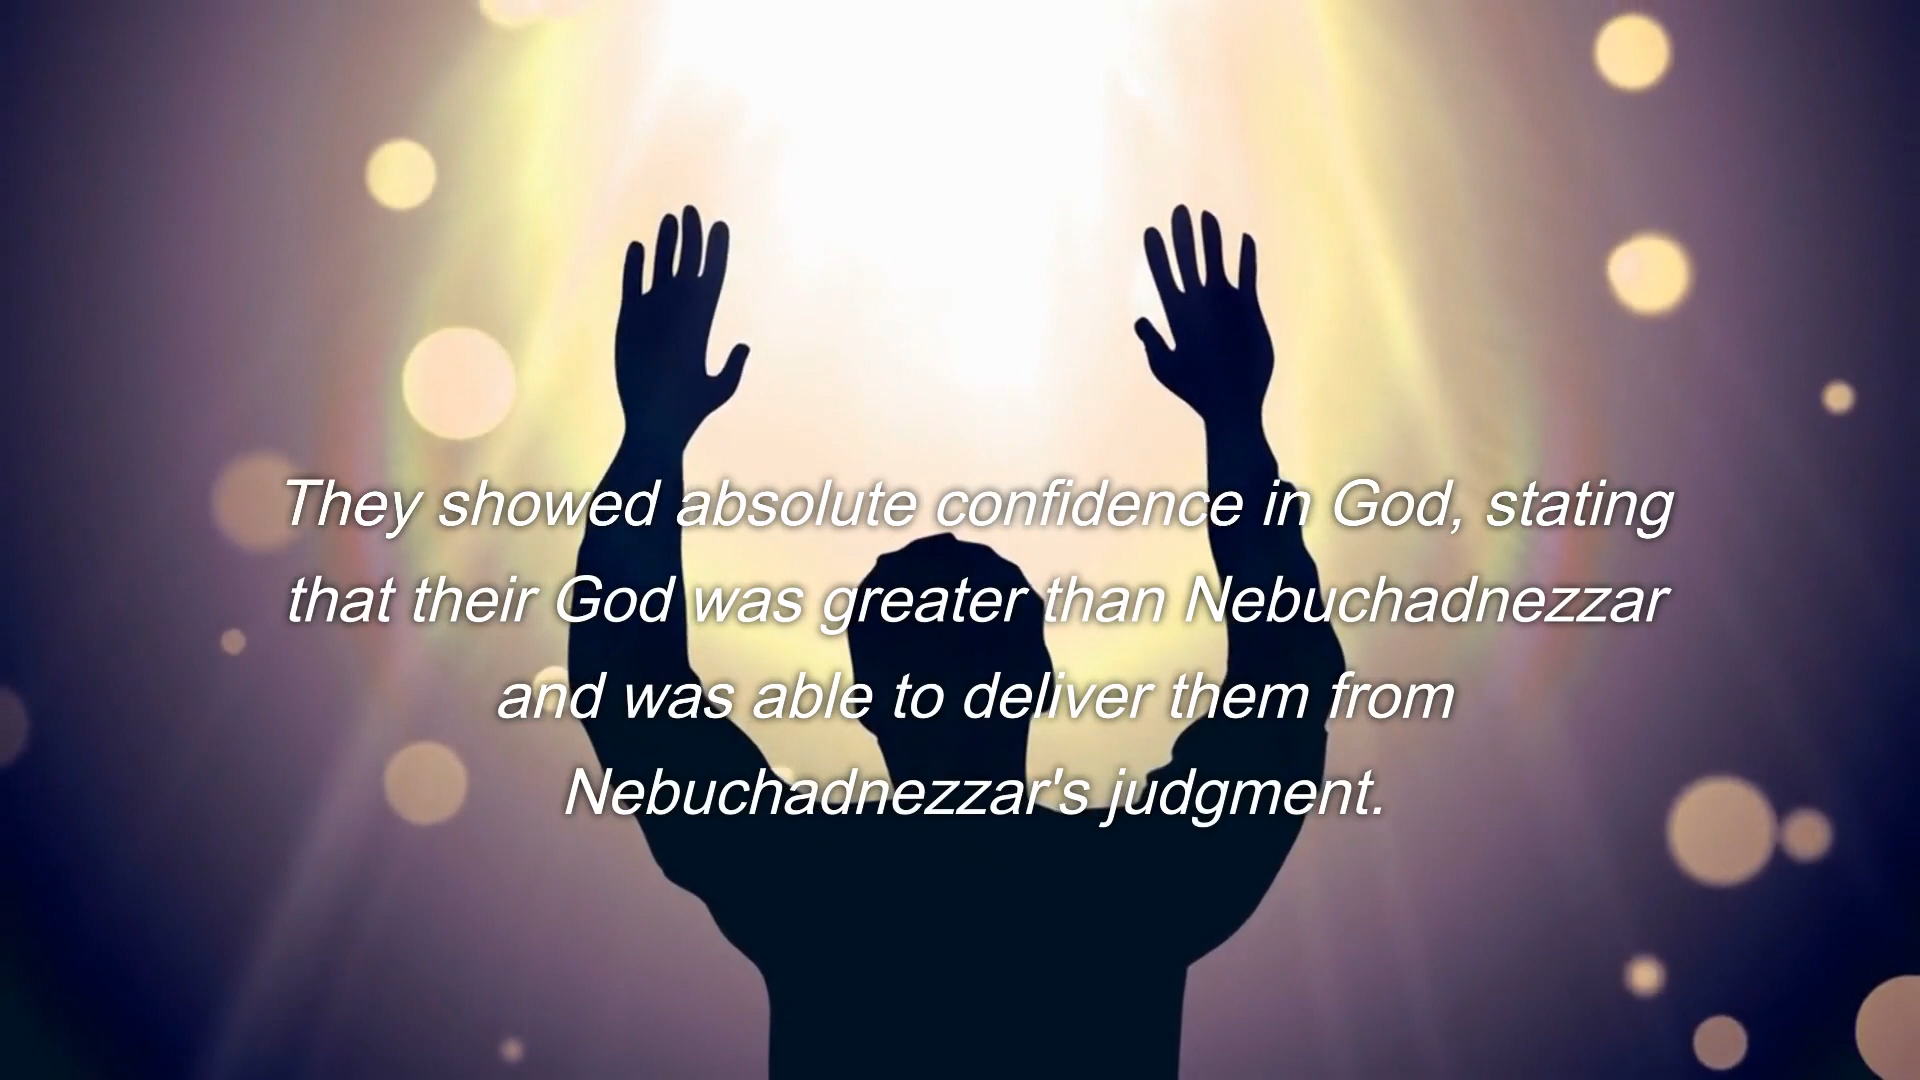 They showed absolute confidence in God, stating
that their God was greater than Nebuchadnezzar
and was able to deliver them from
Nebuchadnezzar's judgment.